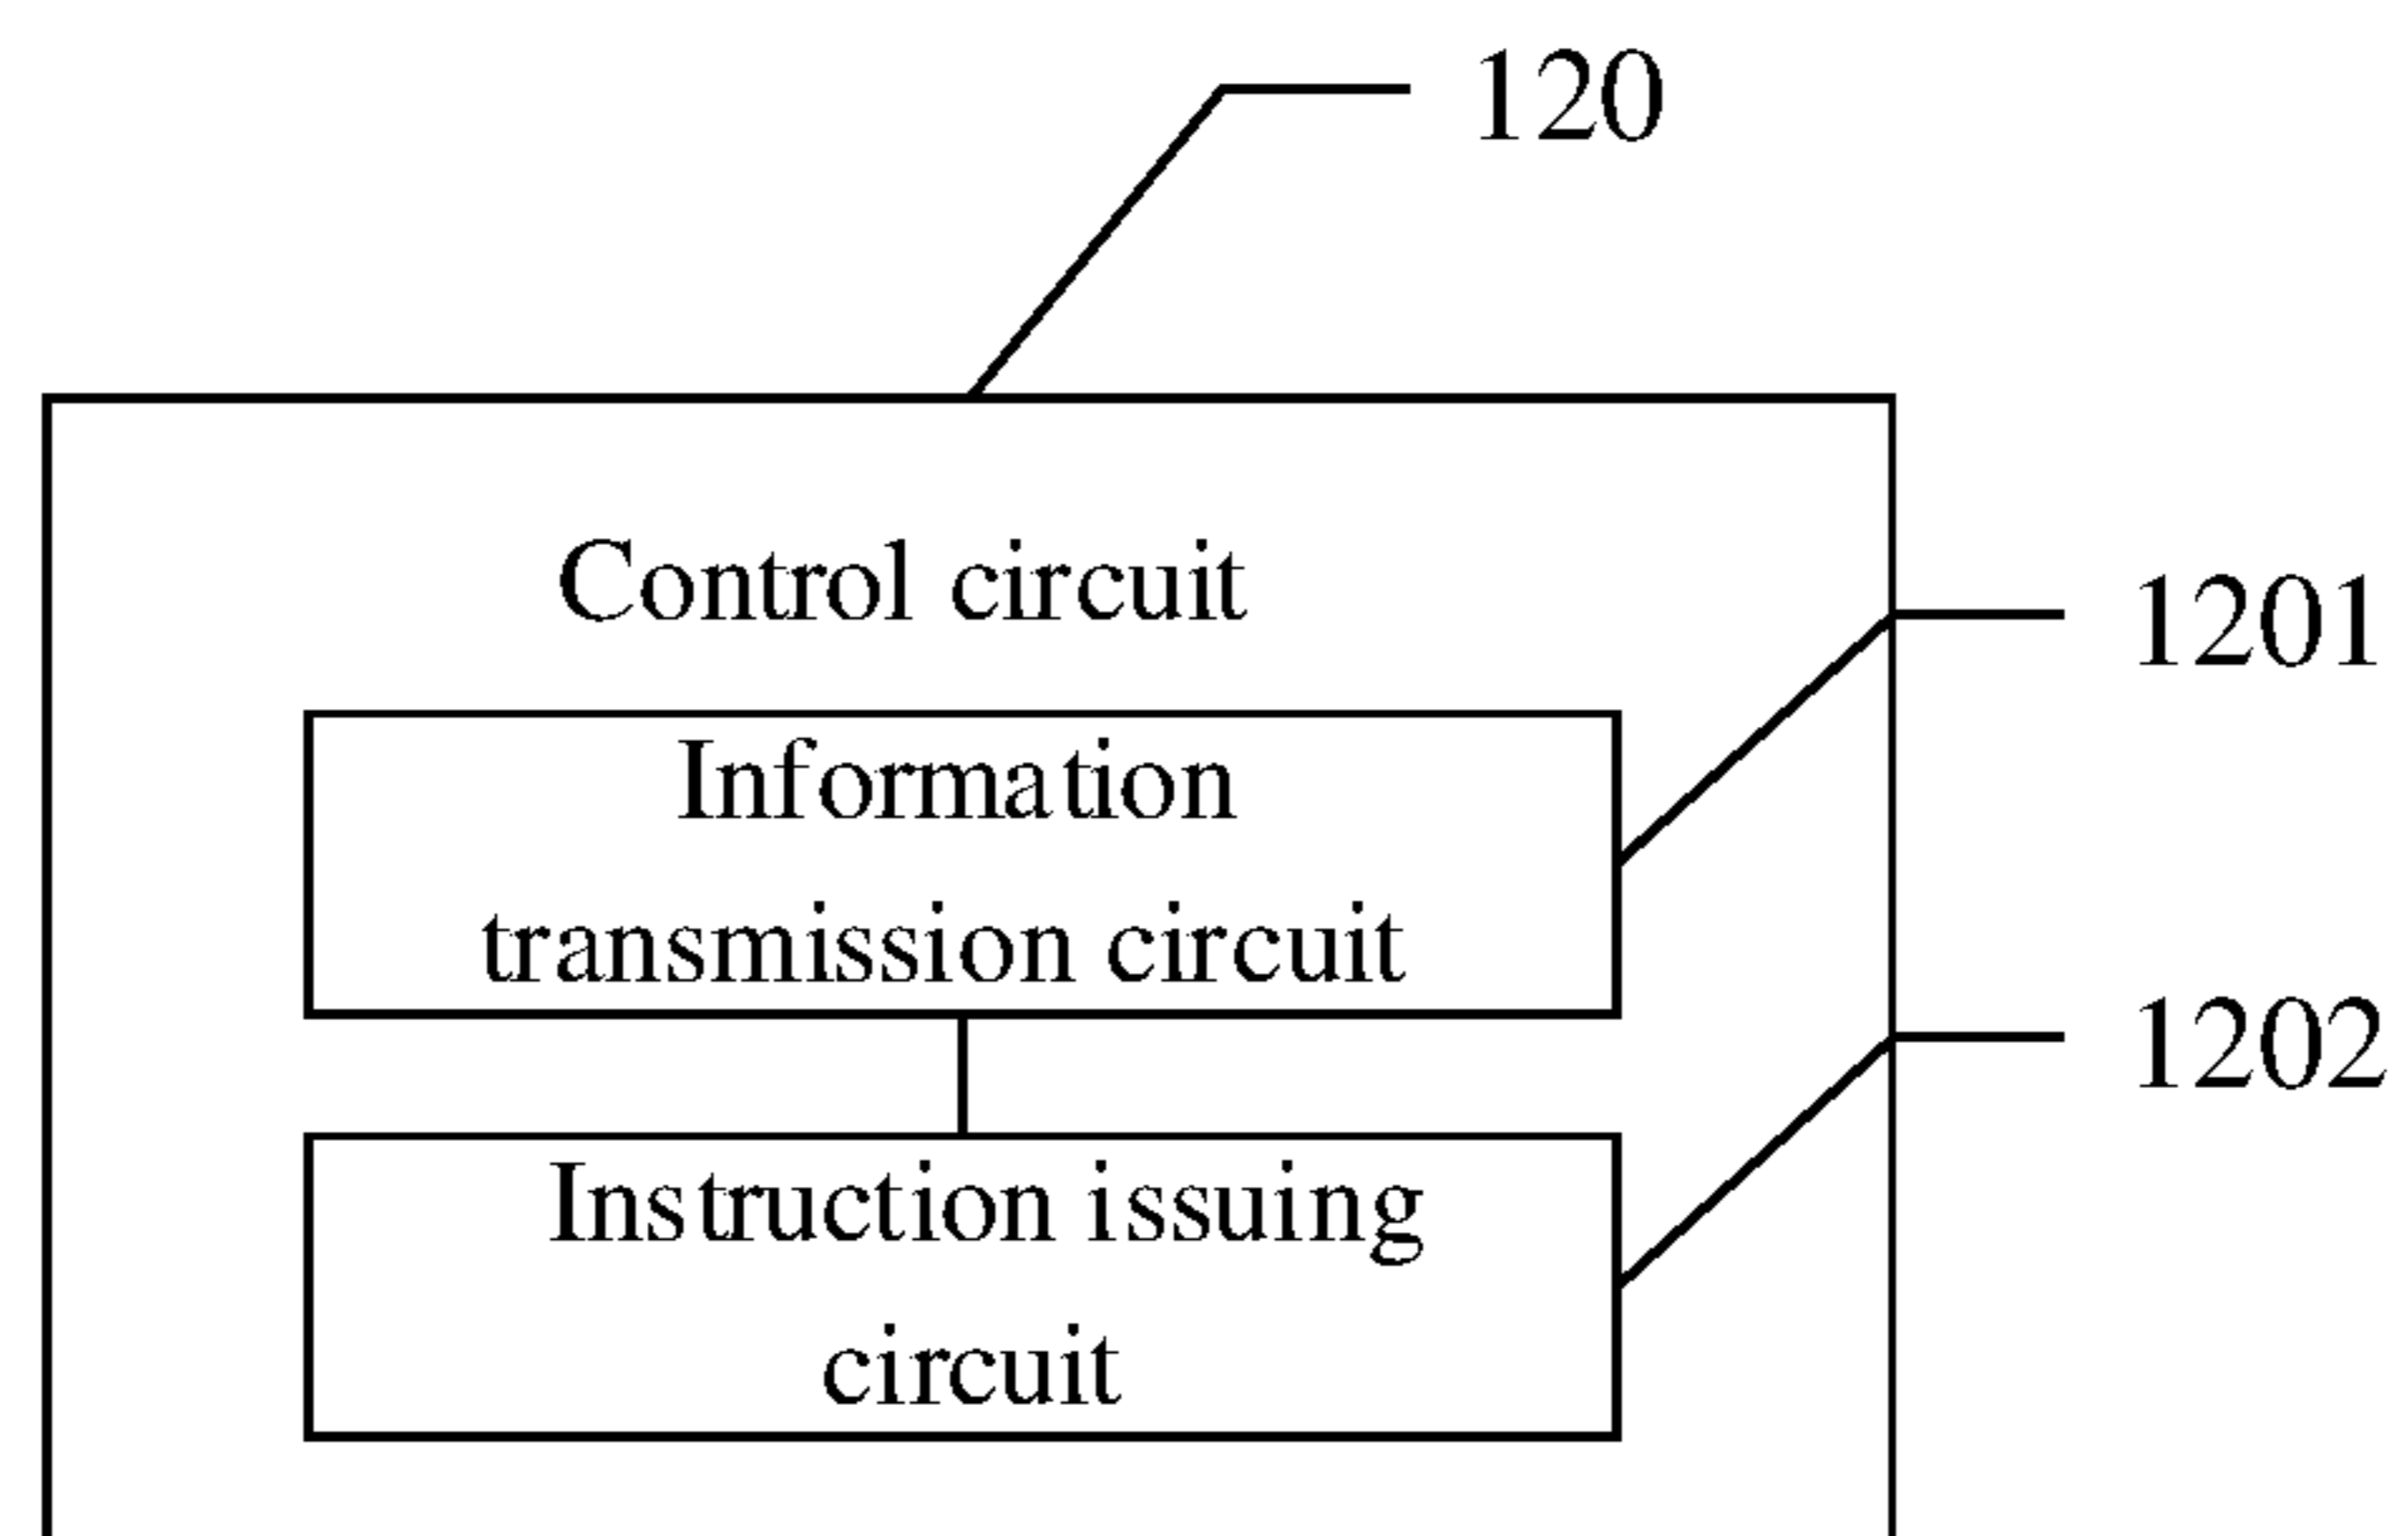 120
Control circuit
1201
Information
transmission circuit
1202
Instruction issuing
circuit